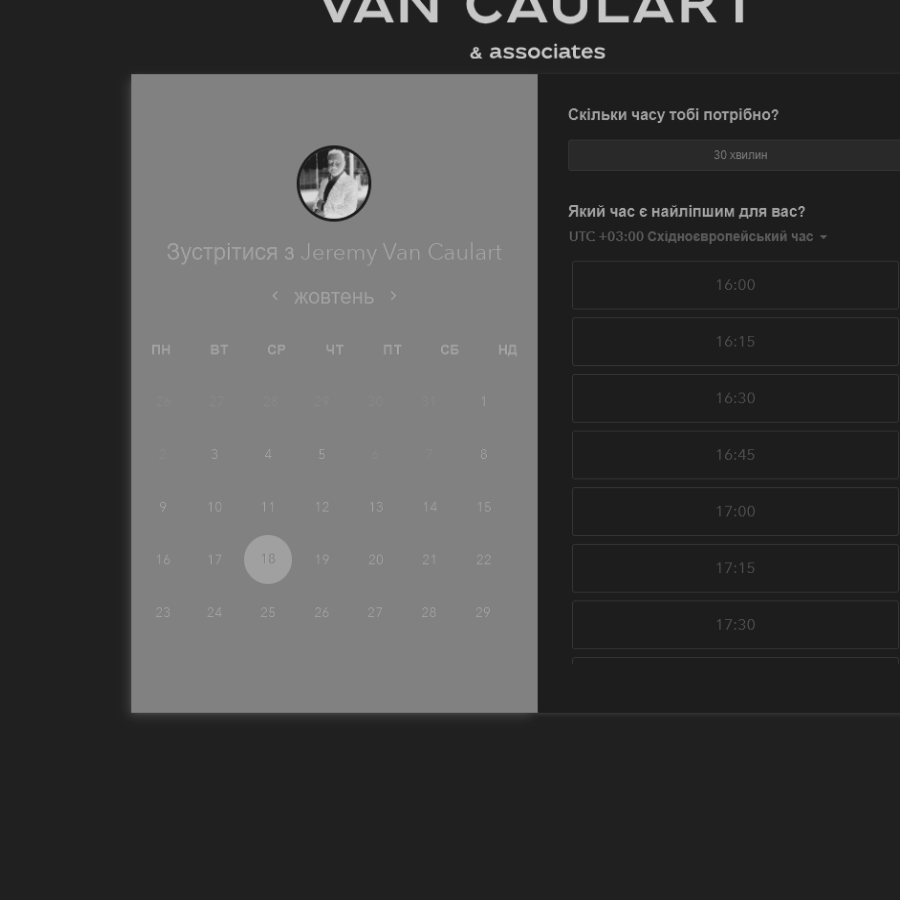 VAN CAULART
& associates
Зустрітися з Jeremy Van Caulart
жовтень
ПН ВТ СР ЧТ ПТ СБ НД
26 27 28 29 30 31 1
2 3 4 5 6 7 8
9 10 11 12 13 14 15
16 17 18 19 20 21 22
23 24 25 26 27 28 29
Скільки часу тобі потрібно?
30 хвилин
Який час є найліпшим для вас?
UTC +03:00 Східноєвропейський час
16:00
16:15
16:30
16:45
17:00
17:15
17:30